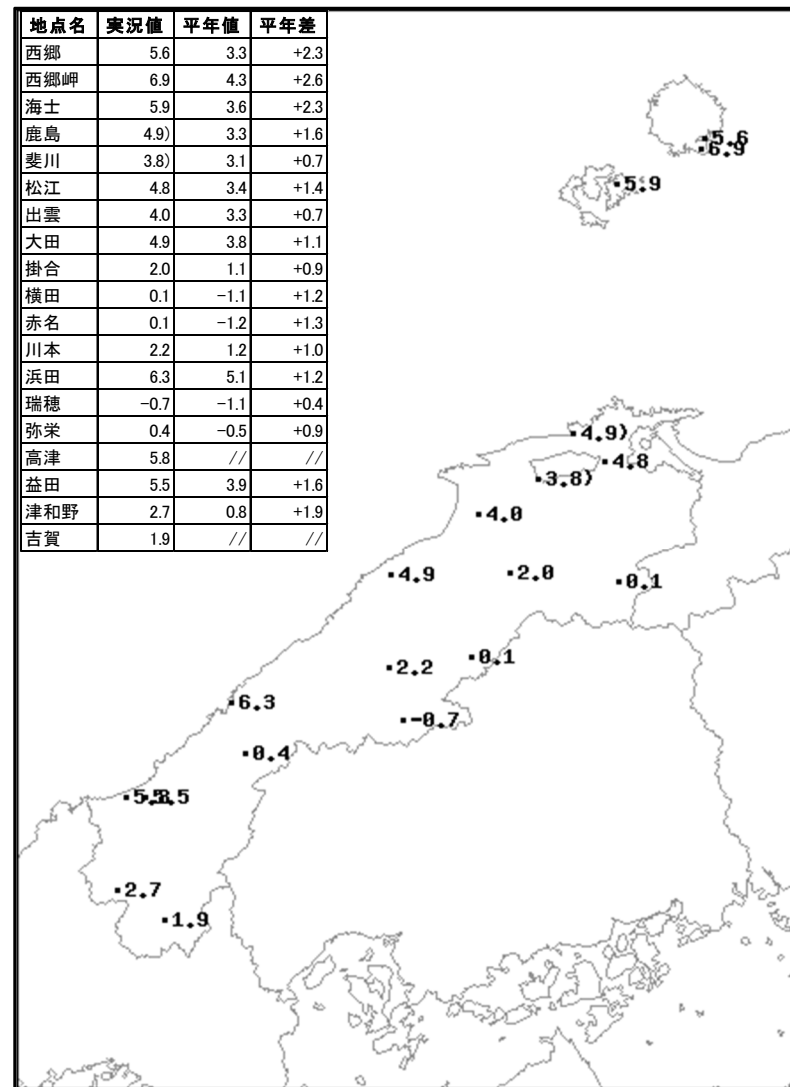 地点名 実況値 平年値 平年差
西郷 5.6 3.3 +2.3
西郷岬 6.9 4.3 +2.6
海士 5.9 3.6 +2.3
鹿島 4.9) 3.3 +1.6
斐川 3.8) 3.1 +0.7
松江 4.8 3.4 +1.4
出雲 4.0 3.3 +0.7
大田 4.9 3.8 +1.1
掛合 2.0 1.1 +0.9
横田 0.1 -1.1 +1.2
赤名 0.1 -1.2 +1.3
川本 2.2 1.2 +1.0
浜田 6.3 5.1 +1.2
瑞穂 -0.7 -1.1 +0.4
弥栄 0.4 -0.5 +0.9
高津 5.8 // //
益田 5.5 3.9 +1.6
津和野 2.7 0.8 +1.9
吉賀 1.9 // //
5.6
6.9
5.9
4.9)
4.8
3.8)
4.0
4.9
2.0
0.1
0.1
2.2
6.3
-0.7
0.4
5.8
5.5
2.7
1.9